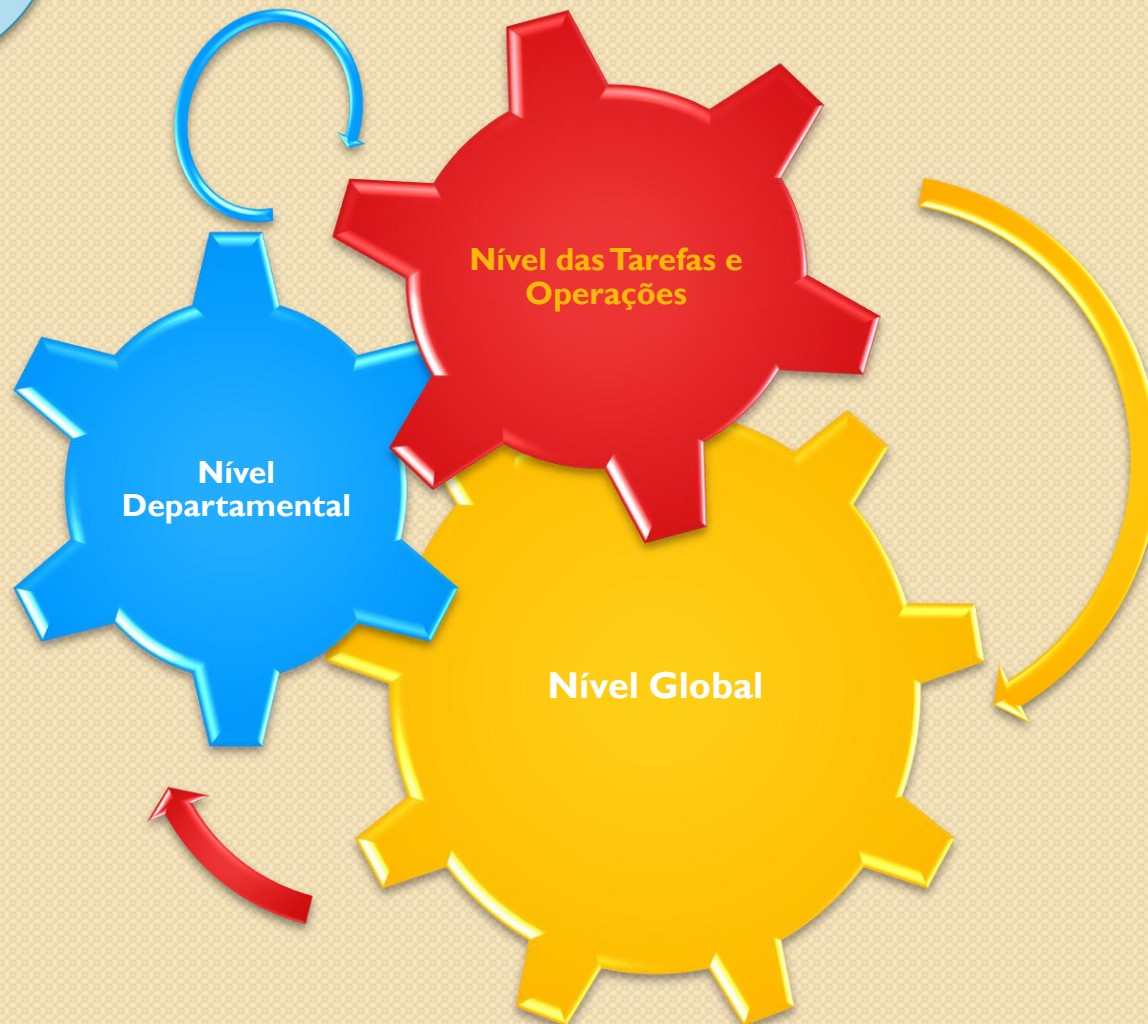 Nível das Tarefas e
Operações
Nível
Departamental
Nível Global